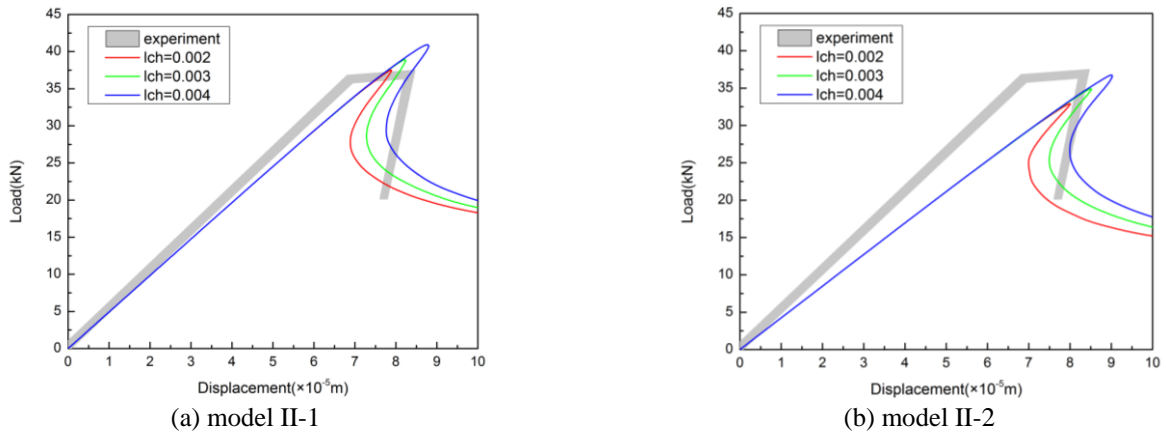 45
40
35
30
25
20
15
10
5
0
Load(kN)
experiment
lch=0.002
lch=0.003
lch=0.004
0 1 2 3 4 5 6 7 8 9 10
Displacement(×10⁻⁵m)
(a) model II-1
45
40
35
30
25
20
15
10
5
0
Load(kN)
experiment
lch=0.002
lch=0.003
lch=0.004
0 1 2 3 4 5 6 7 8 9 10
Displacement(×10⁻⁵m)
(b) model II-2